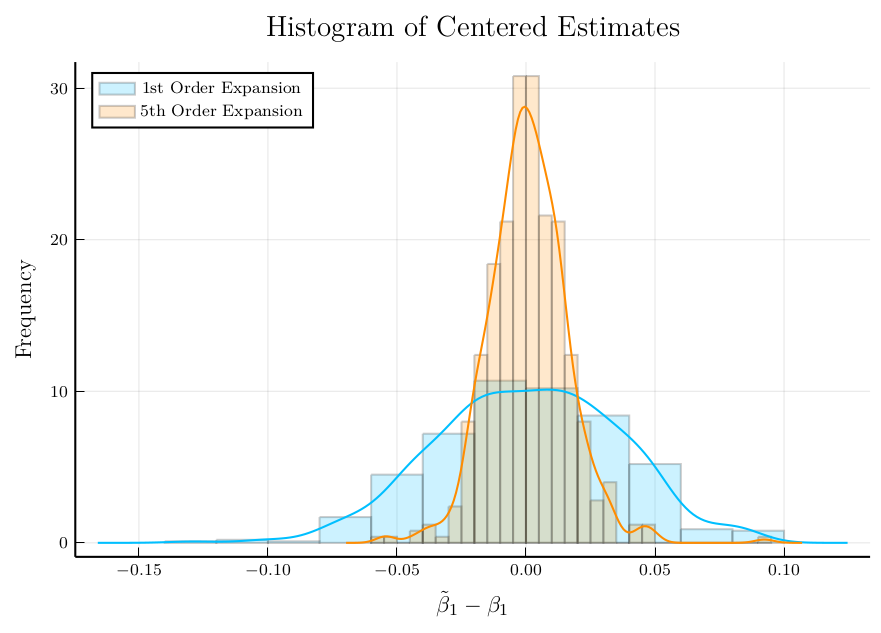 Histogram of Centered Estimates
1st Order Expansion
5th Order Expansion
Frequency
30
20
10
0
−0.15 −0.10 −0.05 0.00 0.05 0.10
β̃₁ − β₁